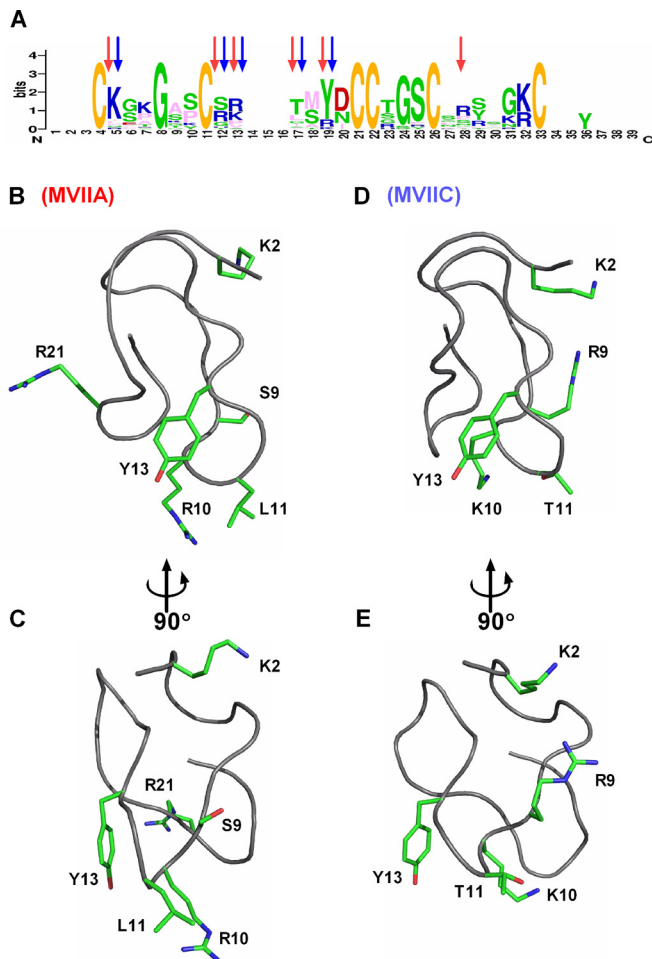 A
4
3
2
1
0
bits
C K G K G A S C S R T M Y D C C T G S C R S G K C Y
S P R K S N Y R
R
N 1 2 3 4 5 6 7 8 9 10 11 12 13 14 15 16 17 18 19 20 21 22 23 24 25 26 27 28 29 30 31 32 33 34 35 36 37 38 39 C
B (MVIIA)
D (MVIIC)
K2
K2
R21
R9
S9
Y13
R10
L11
Y13
K10
T11
90°
90°
C
E
K2
K2
R21
S9
R9
Y13
L11
R10
Y13
T11
K10